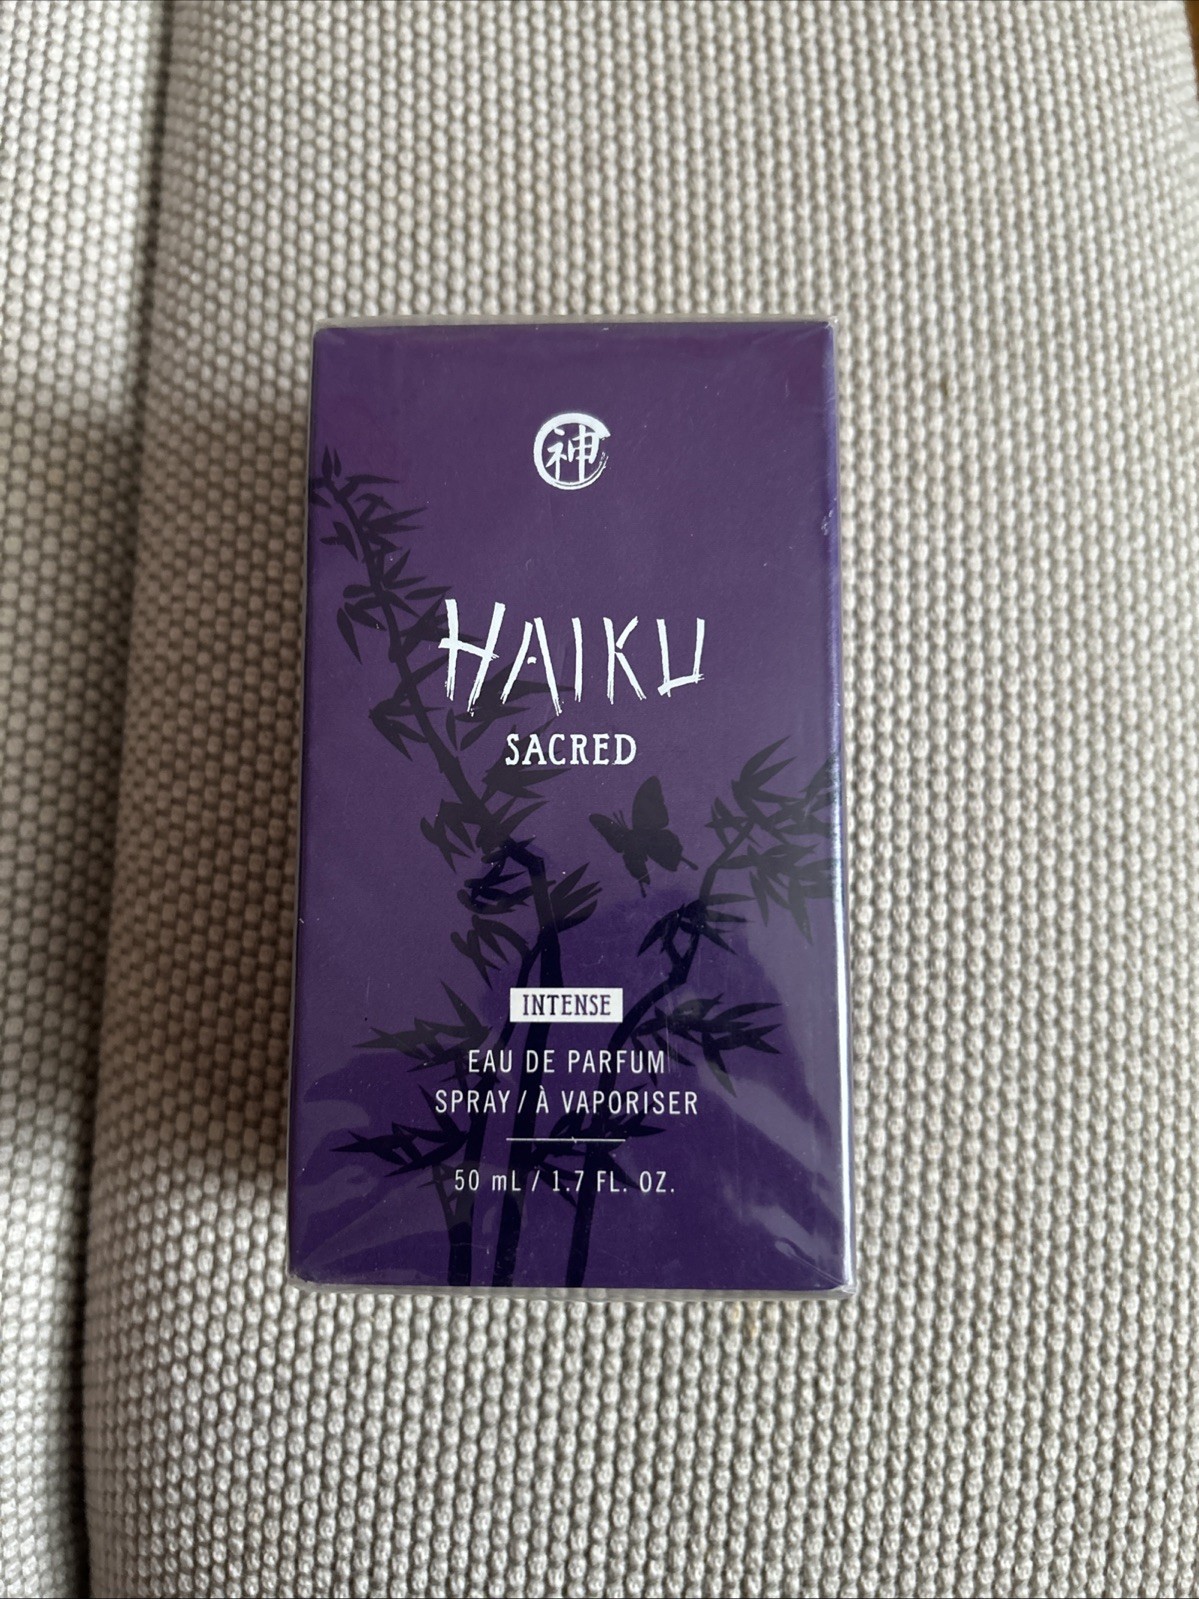 神
HAIKU
SACRED
INTENSE
EAU DE PARFUM
SPRAY / À VAPORISER
50 mL / 1.7 FL. OZ.